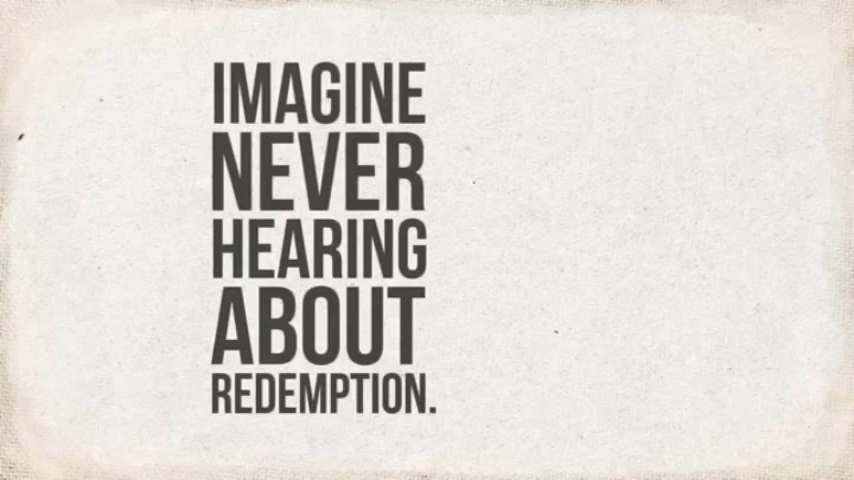 IMAGINE
NEVER
HEARING
ABOUT
REDEMPTION.